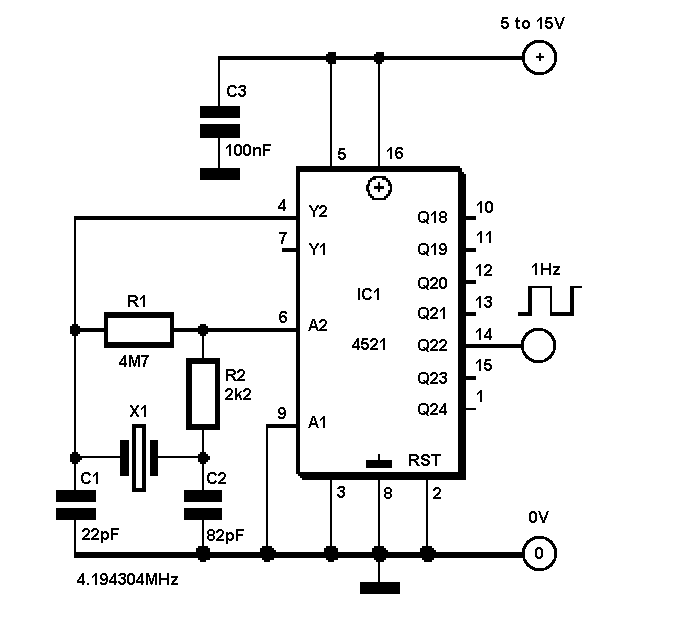 5 to 15V
+
C3
100nF
5
16
+
4
Y2
Q18
10
7
Y1
Q19
11
Q20
12
1Hz
IC1
R1
6
A2
Q21
13
4521
Q22
14
4M7
R2
2k2
Q23
15
X1
9
A1
Q24
1
RST
C1
C2
3
8
2
22pF
82pF
0V
0
4.194304MHz